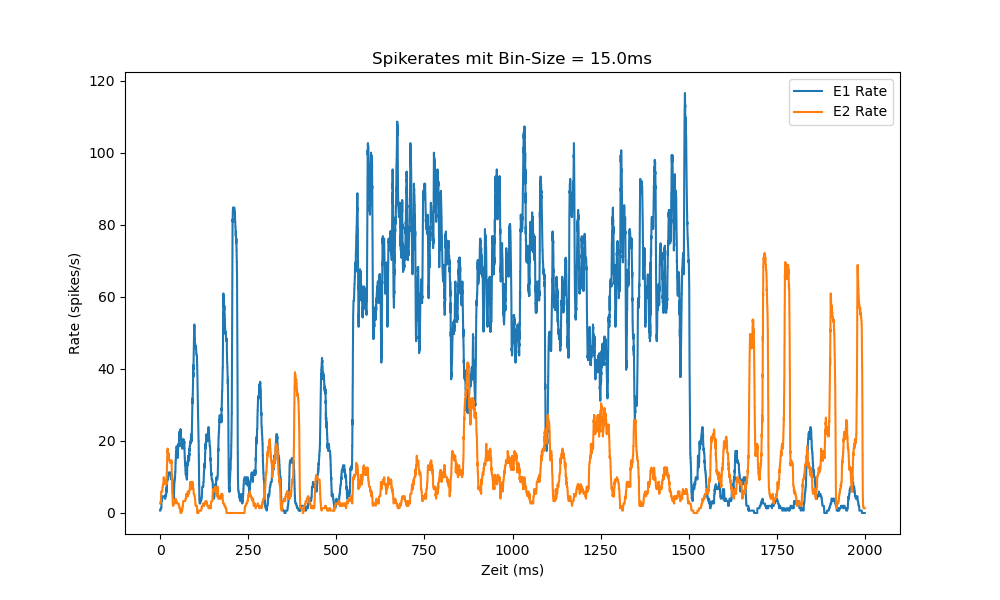 Spikerates mit Bin-Size = 15.0ms
E1 Rate
E2 Rate
120
100
80
60
40
20
0
Rate (spikes/s)
0 250 500 750 1000 1250 1500 1750 2000
Zeit (ms)